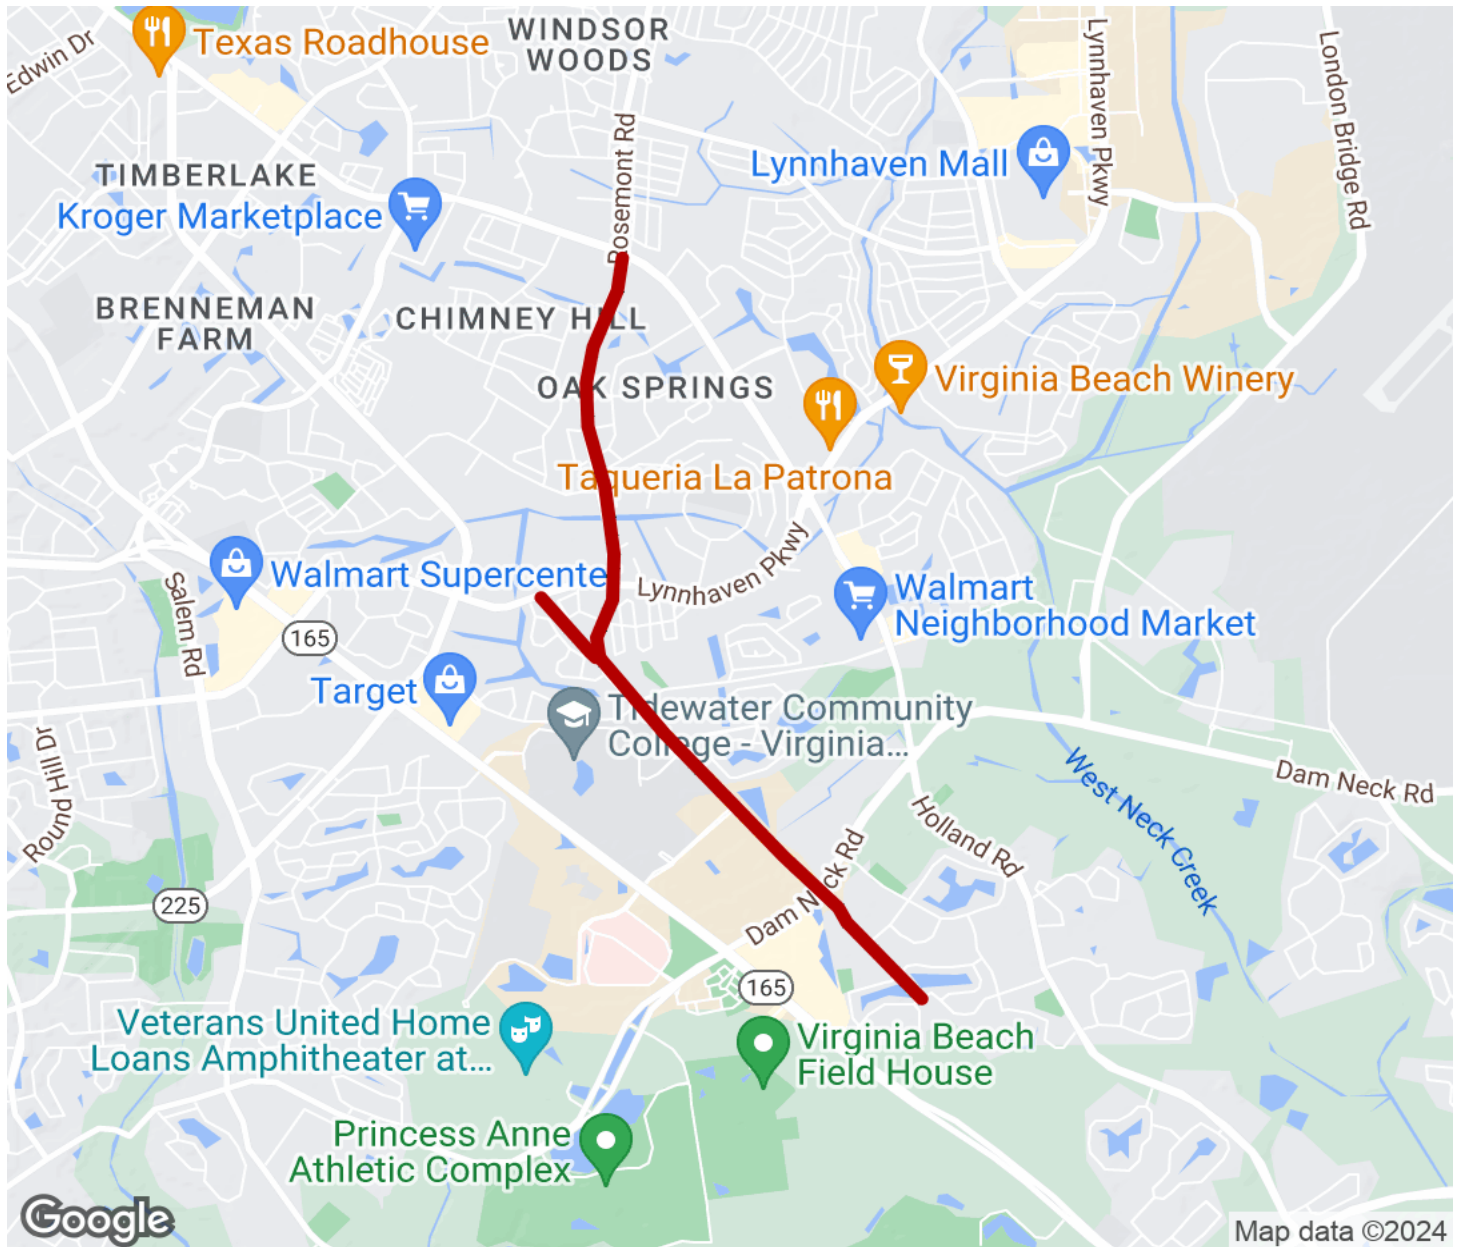 Edwin Dr
Texas Roadhouse
WINDSOR
WOODS
Lynnhaven Pkwy
London Bridge Rd
Rosemont Rd
Lynnhaven Mall
TIMBERLAKE
Kroger Marketplace
BRENNEMAN
FARM
CHIMNEY HILL
OAK SPRINGS
Virginia Beach Winery
Taqueria La Patrona
Walmart Supercente
Lynnhaven Pkwy
Walmart
Neighborhood Market
Salem Rd
165
Target
Tidewater Community
College - Virginia...
Round Hill Dr
West Neck Creek
Dam Neck Rd
Holland Rd
225
Dam Neck Rd
165
Veterans United Home
Loans Amphitheater at...
Virginia Beach
Field House
Princess Anne
Athletic Complex
Google
Map data ©2024